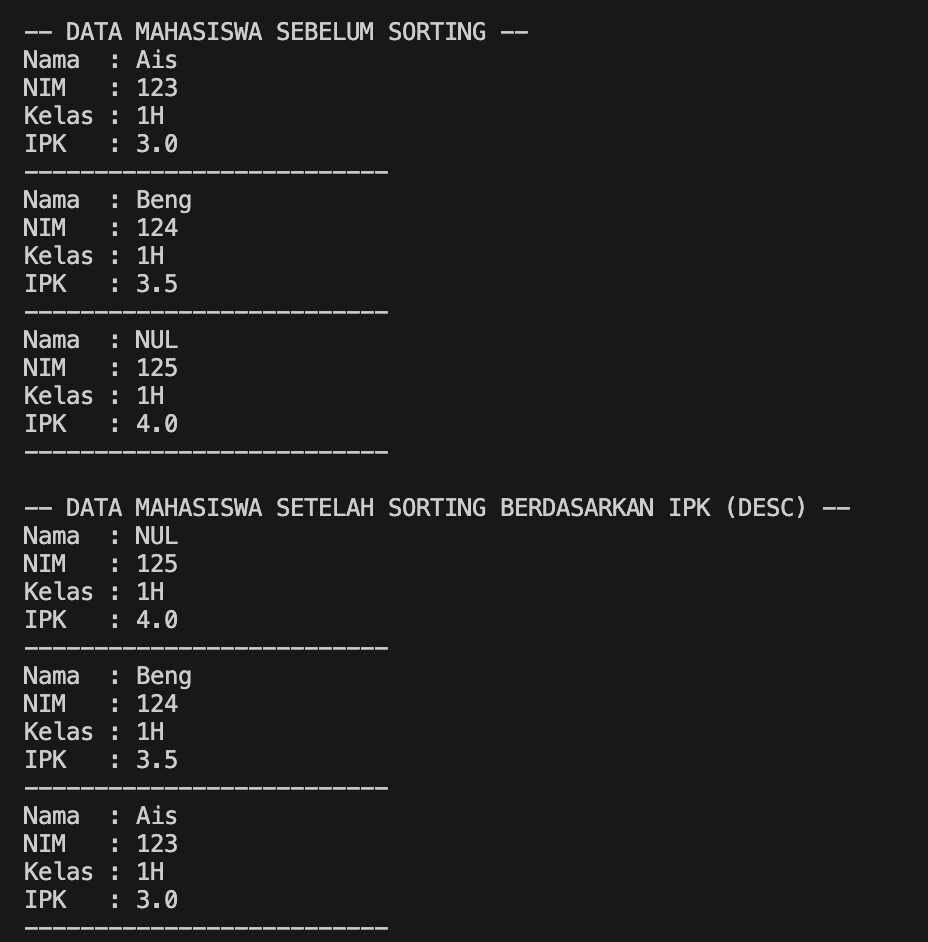 -- DATA MAHASISWA SEBELUM SORTING --
Nama  : Ais
NIM   : 123
Kelas : 1H
IPK   : 3.0
--------------------------
Nama  : Beng
NIM   : 124
Kelas : 1H
IPK   : 3.5
--------------------------
Nama  : NUL
NIM   : 125
Kelas : 1H
IPK   : 4.0
--------------------------

-- DATA MAHASISWA SETELAH SORTING BERDASARKAN IPK (DESC) --
Nama  : NUL
NIM   : 125
Kelas : 1H
IPK   : 4.0
--------------------------
Nama  : Beng
NIM   : 124
Kelas : 1H
IPK   : 3.5
--------------------------
Nama  : Ais
NIM   : 123
Kelas : 1H
IPK   : 3.0
--------------------------